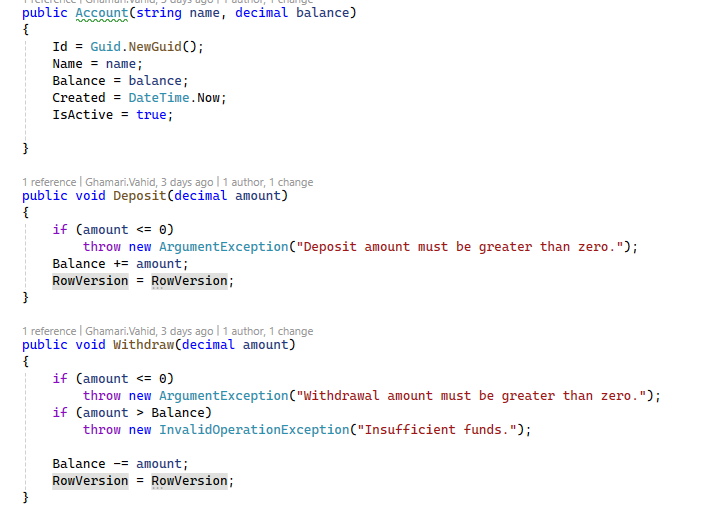 1 reference | Ghamari.Vahid, 3 days ago | 1 author, 1 change
public Account(string name, decimal balance)
{
    Id = Guid.NewGuid();
    Name = name;
    Balance = balance;
    Created = DateTime.Now;
    IsActive = true;

}

1 reference | Ghamari.Vahid, 3 days ago | 1 author, 1 change
public void Deposit(decimal amount)
{
    if (amount <= 0)
        throw new ArgumentException("Deposit amount must be greater than zero.");
    Balance += amount;
    RowVersion = RowVersion;
}

1 reference | Ghamari.Vahid, 3 days ago | 1 author, 1 change
public void Withdraw(decimal amount)
{
    if (amount <= 0)
        throw new ArgumentException("Withdrawal amount must be greater than zero.");
    if (amount > Balance)
        throw new InvalidOperationException("Insufficient funds.");

    Balance -= amount;
    RowVersion = RowVersion;
}